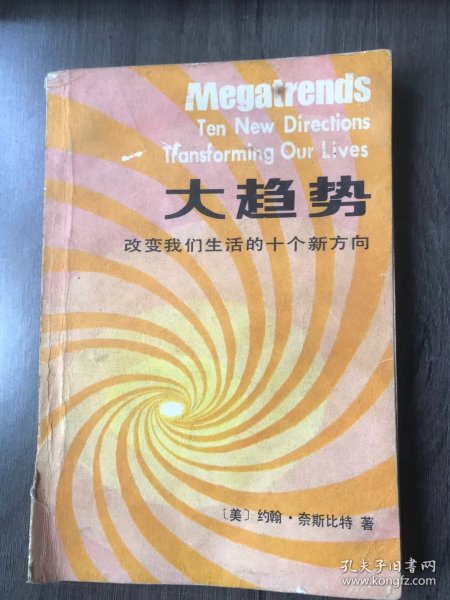 Megatrends
Ten New Directions
Transforming Our Lives
大趋势
改变我们生活的十个新方向
〔美〕约翰·奈斯比特 著
孔夫子旧书网
www.kongfz.com